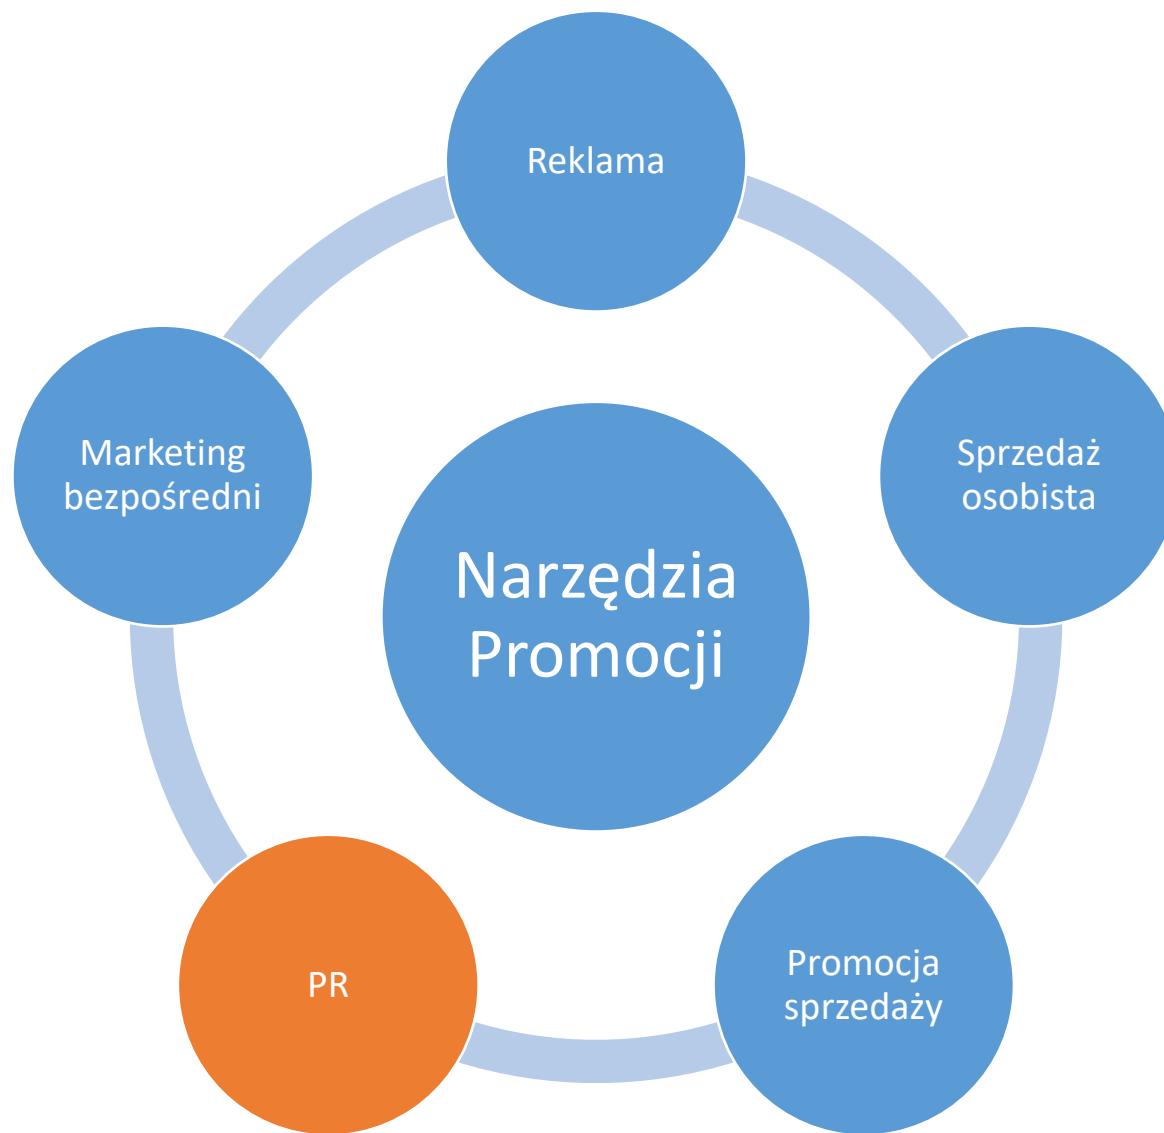 Reklama
Marketing
bezpośredni
Sprzedaż
osobista
Narzędzia
Promocji
PR
Promocja
sprzedaży